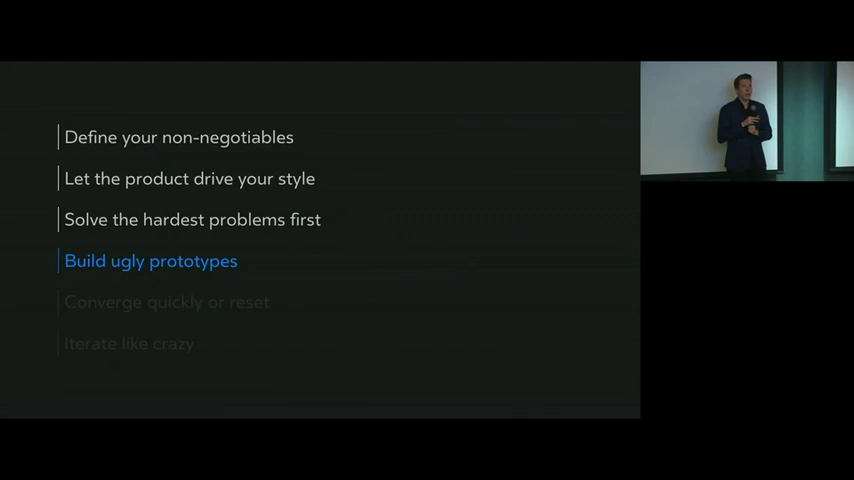 Define your non-negotiables
Let the product drive your style
Solve the hardest problems first
Build ugly prototypes
Converge quickly or reset
Iterate like crazy